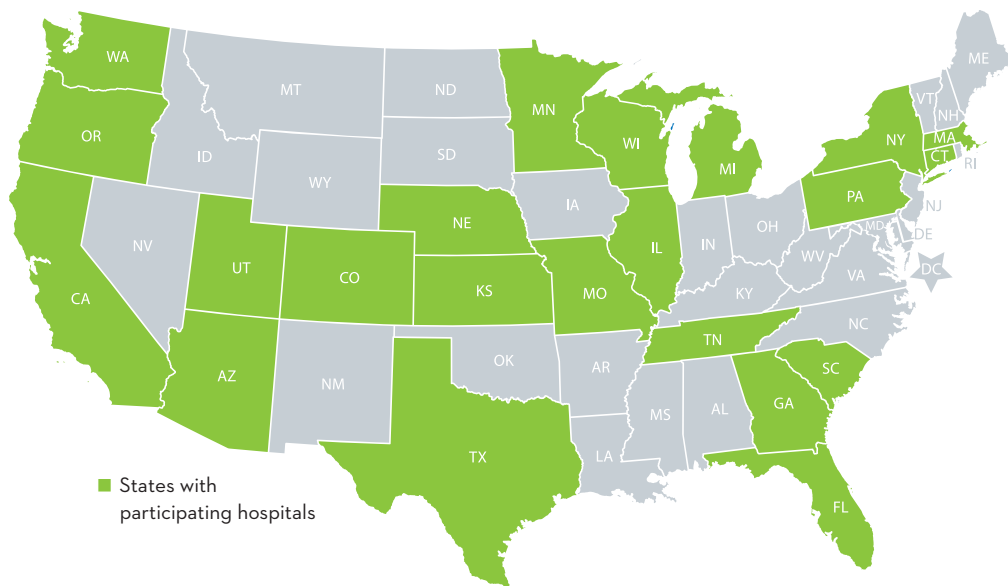 WA
MT
ND
MN
ME
VT
NH
OR
ID
SD
WI
NY
MA
CT
RI
WY
MI
PA
NJ
IA
NE
OH
MD
DE
NV
UT
CO
IL
IN
WV
VA
DC
CA
KS
MO
KY
NC
TN
AZ
NM
OK
AR
SC
GA
MS
AL
TX
LA
FL
States with
participating hospitals